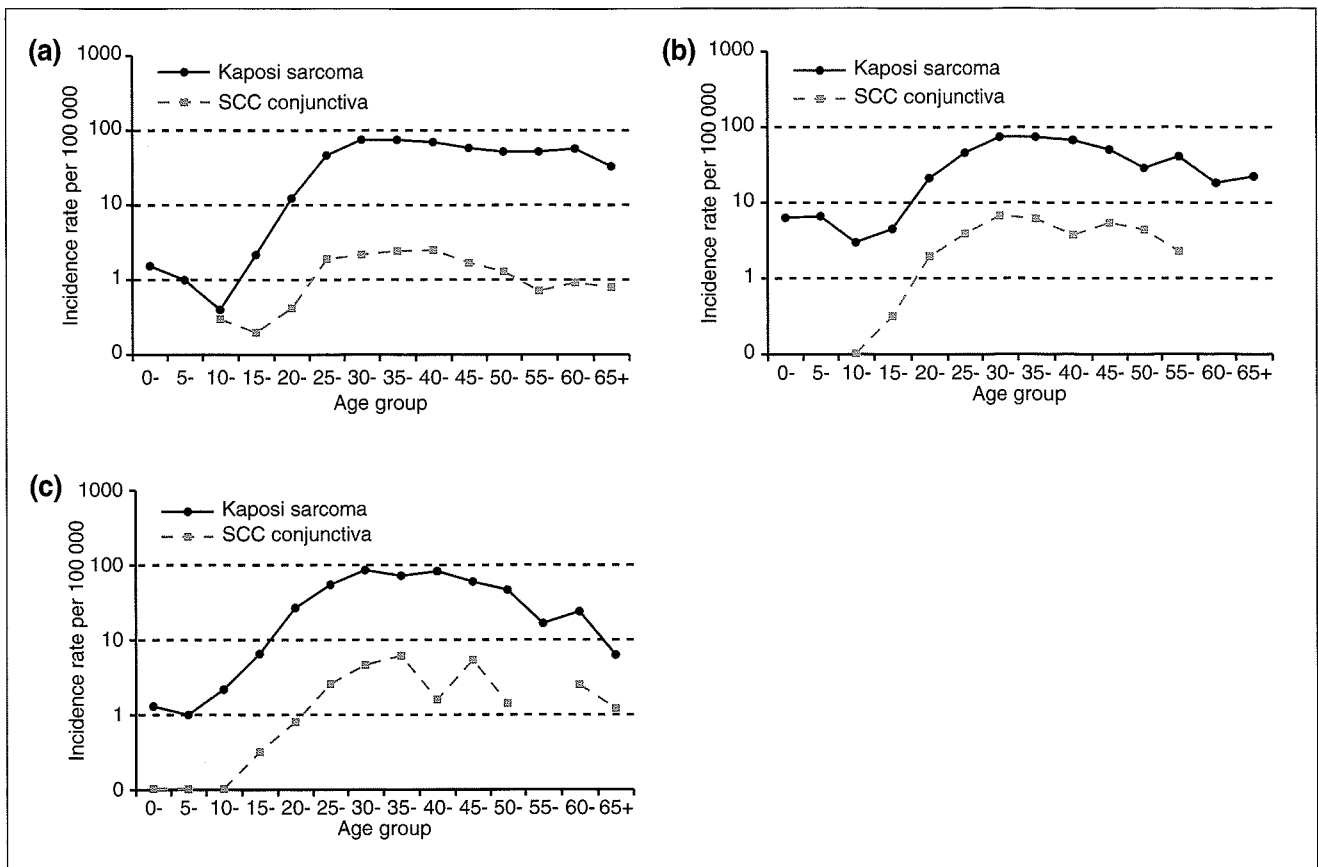 (a)
1000
100
10
1
0
Incidence rate per 100 000
Kaposi sarcoma
SCC conjunctiva
0- 5- 10- 15- 20- 25- 30- 35- 40- 45- 50- 55- 60- 65+
Age group
(b)
1000
100
10
1
0
Incidence rate per 100 000
Kaposi sarcoma
SCC conjunctiva
0- 5- 10- 15- 20- 25- 30- 35- 40- 45- 50- 55- 60- 65+
Age group
(c)
1000
100
10
1
0
Incidence rate per 100 000
Kaposi sarcoma
SCC conjunctiva
0- 5- 10- 15- 20- 25- 30- 35- 40- 45- 50- 55- 60- 65+
Age group